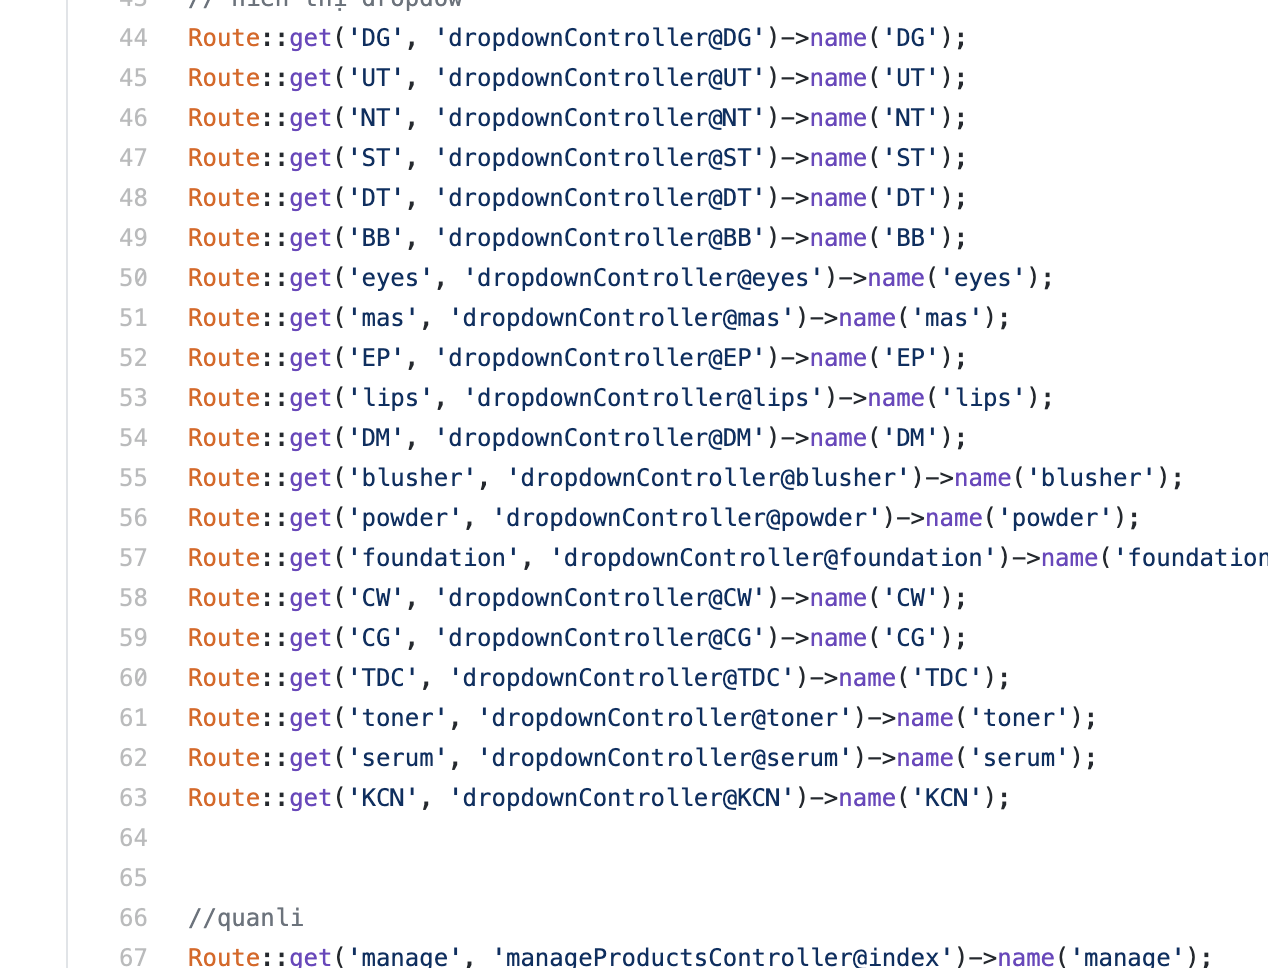 43 // hiển thị dropdow
44 Route::get('DG', 'dropdownController@DG')->name('DG');
45 Route::get('UT', 'dropdownController@UT')->name('UT');
46 Route::get('NT', 'dropdownController@NT')->name('NT');
47 Route::get('ST', 'dropdownController@ST')->name('ST');
48 Route::get('DT', 'dropdownController@DT')->name('DT');
49 Route::get('BB', 'dropdownController@BB')->name('BB');
50 Route::get('eyes', 'dropdownController@eyes')->name('eyes');
51 Route::get('mas', 'dropdownController@mas')->name('mas');
52 Route::get('EP', 'dropdownController@EP')->name('EP');
53 Route::get('lips', 'dropdownController@lips')->name('lips');
54 Route::get('DM', 'dropdownController@DM')->name('DM');
55 Route::get('blusher', 'dropdownController@blusher')->name('blusher');
56 Route::get('powder', 'dropdownController@powder')->name('powder');
57 Route::get('foundation', 'dropdownController@foundation')->name('foundation
58 Route::get('CW', 'dropdownController@CW')->name('CW');
59 Route::get('CG', 'dropdownController@CG')->name('CG');
60 Route::get('TDC', 'dropdownController@TDC')->name('TDC');
61 Route::get('toner', 'dropdownController@toner')->name('toner');
62 Route::get('serum', 'dropdownController@serum')->name('serum');
63 Route::get('KCN', 'dropdownController@KCN')->name('KCN');
64
65
66 //quanli
67 Route::get('manage', 'manageProductsController@index')->name('manage');